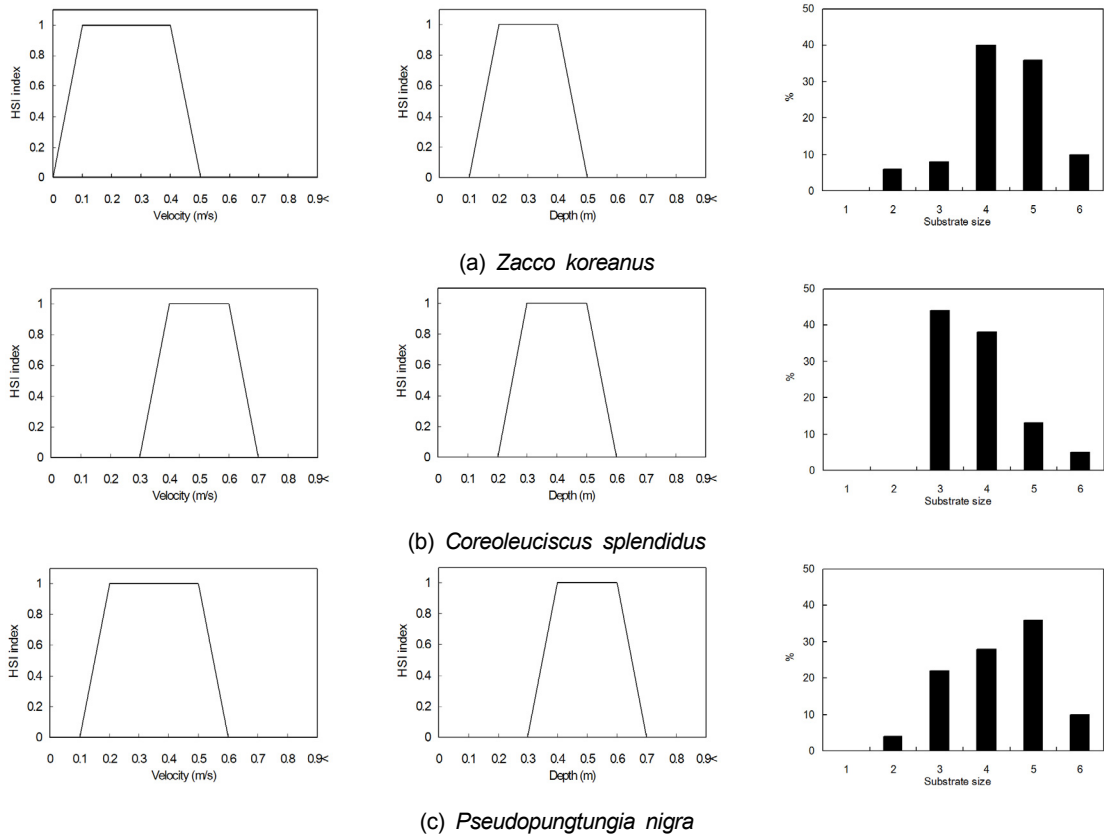 HSI index
1
0.8
0.6
0.4
0.2
0
0 0.1 0.2 0.3 0.4 0.5 0.6 0.7 0.8 0.9<
Velocity (m/s)
HSI index
1
0.8
0.6
0.4
0.2
0
0 0.1 0.2 0.3 0.4 0.5 0.6 0.7 0.8 0.9<
Depth (m)
%
50
40
30
20
10
0
1 2 3 4 5 6
Substrate size
(a) Zacco koreanus
HSI index
1
0.8
0.6
0.4
0.2
0
0 0.1 0.2 0.3 0.4 0.5 0.6 0.7 0.8 0.9<
Velocity (m/s)
HSI index
1
0.8
0.6
0.4
0.2
0
0 0.1 0.2 0.3 0.4 0.5 0.6 0.7 0.8 0.9<
Depth (m)
%
50
40
30
20
10
0
1 2 3 4 5 6
Substrate size
(b) Coreoleuciscus splendidus
HSI index
1
0.8
0.6
0.4
0.2
0
0 0.1 0.2 0.3 0.4 0.5 0.6 0.7 0.8 0.9<
Velocity (m/s)
HSI index
1
0.8
0.6
0.4
0.2
0
0 0.1 0.2 0.3 0.4 0.5 0.6 0.7 0.8 0.9<
Depth (m)
%
50
40
30
20
10
0
1 2 3 4 5 6
Substrate size
(c) Pseudopungtungia nigra